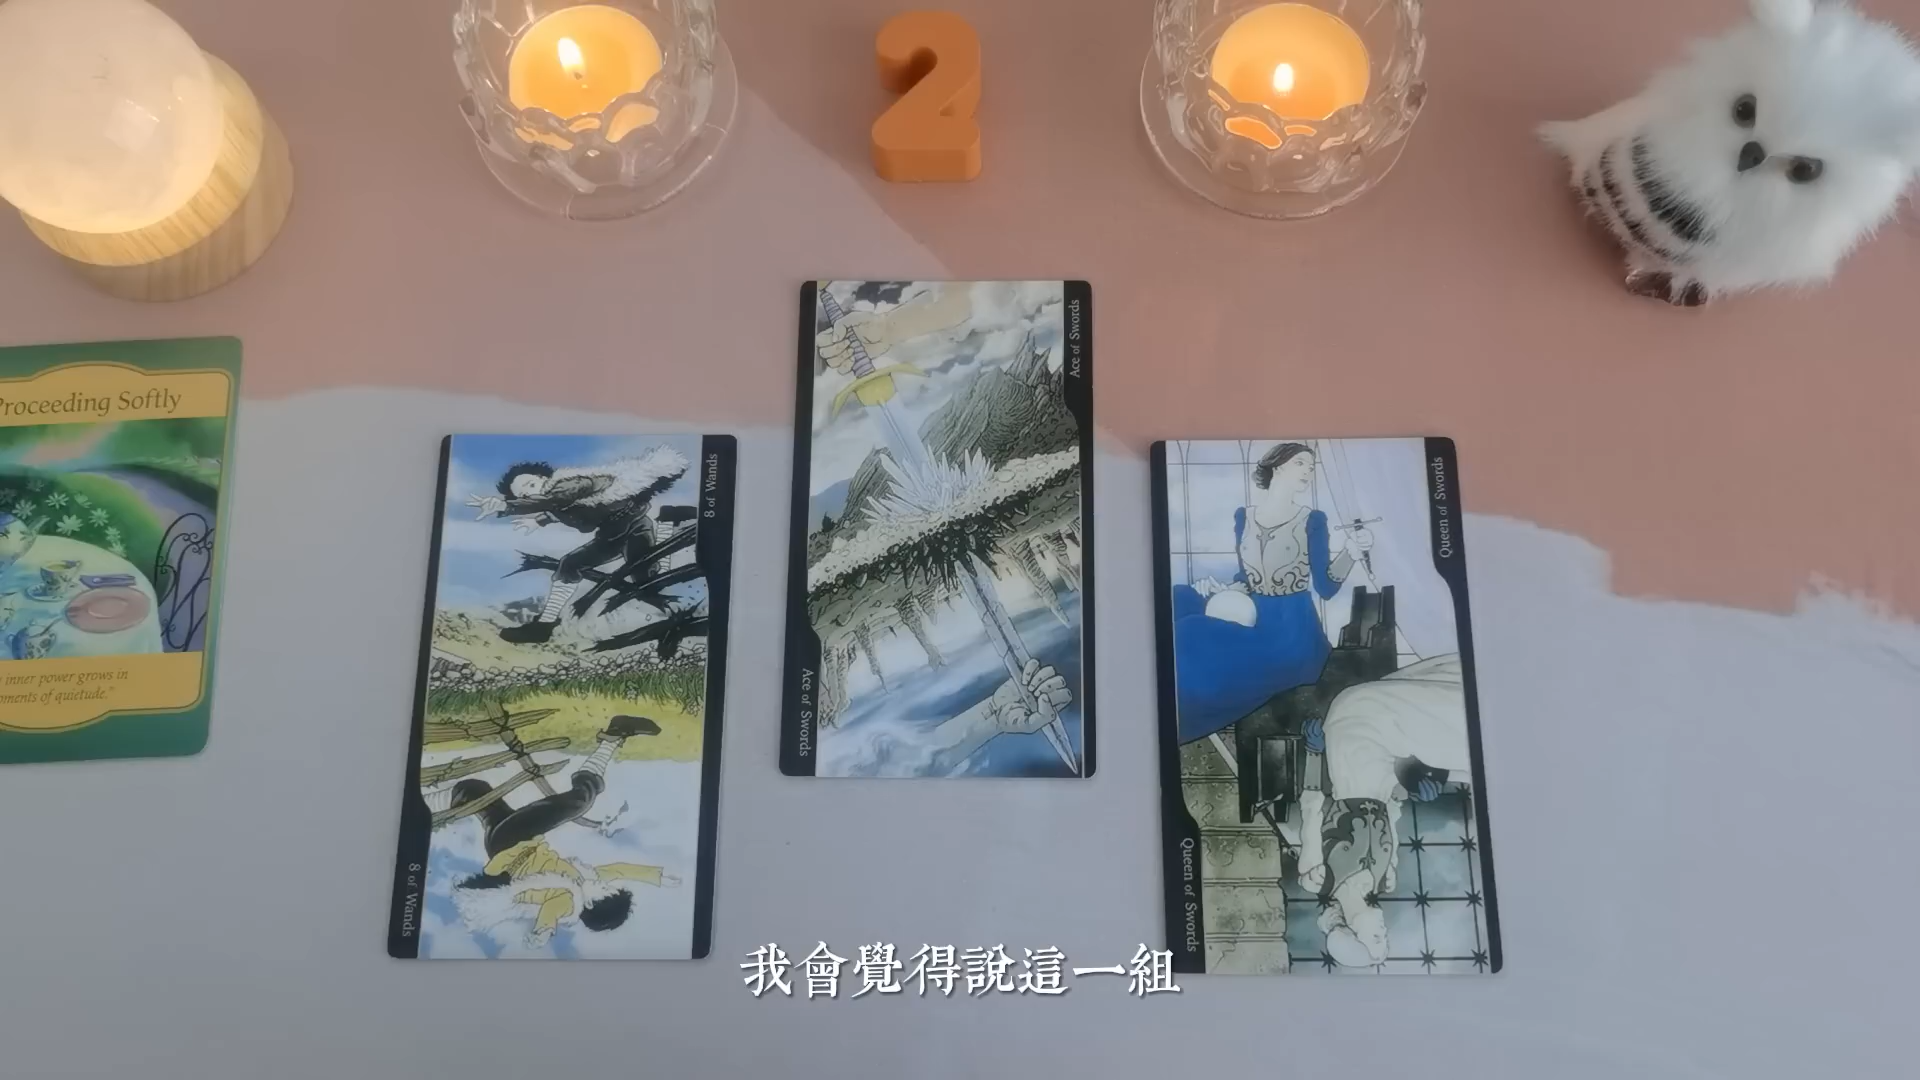 2
Proceeding Softly
inner power grows in
moments of quietude."
8 of Wands
8 of Wands
Ace of Swords
Ace of Swords
Queen of Swords
Queen of Swords
我會覺得說這一組